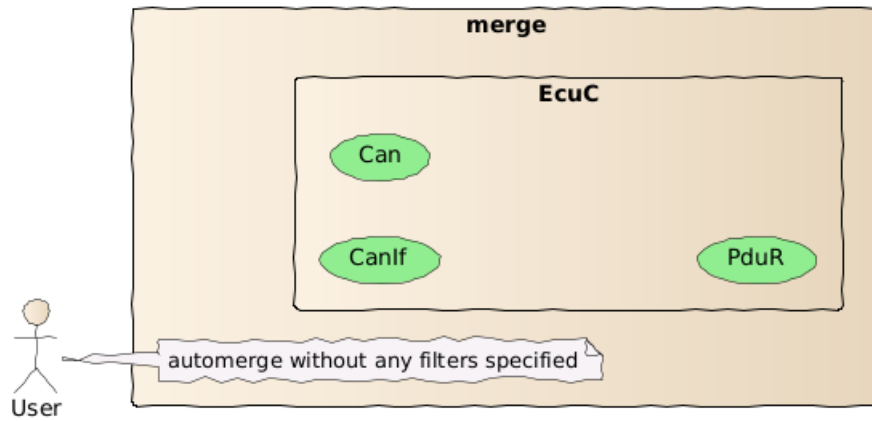 merge
EcuC
Can
CanIf PduR
automerge without any filters specified
User